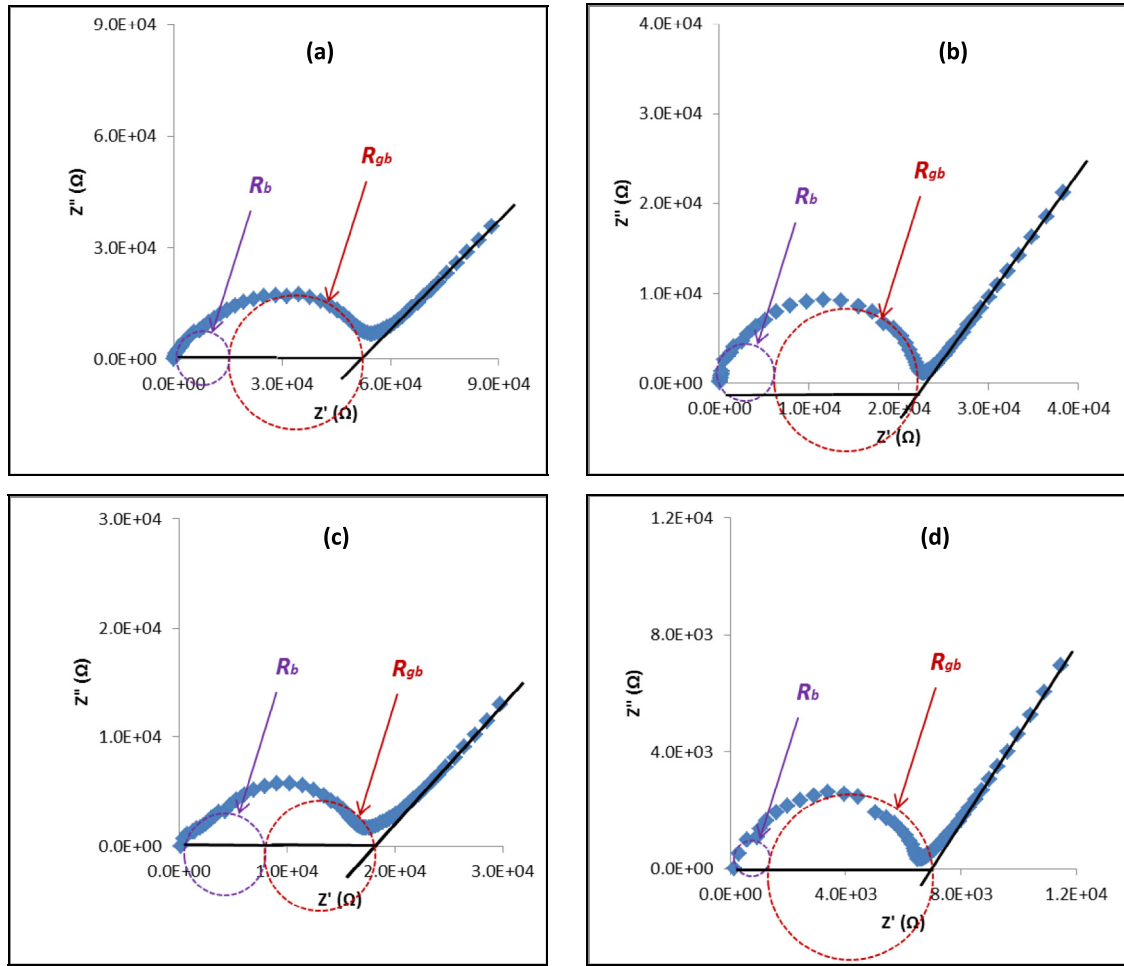 9.0E+04
(a)
6.0E+04
Rgb
Rb
Z" (Ω)
3.0E+04
0.0E+00
0.0E+00 3.0E+04 6.0E+04 9.0E+04
Z' (Ω)
4.0E+04
(b)
3.0E+04
Rgb
Rb
Z" (Ω)
2.0E+04
1.0E+04
0.0E+00
0.0E+00 1.0E+04 2.0E+04 3.0E+04 4.0E+04
Z' (Ω)
3.0E+04
(c)
2.0E+04
Rb
Rgb
Z" (Ω)
1.0E+04
0.0E+00
0.0E+00 1.0E+04 2.0E+04 3.0E+04
Z' (Ω)
1.2E+04
(d)
8.0E+03
Rgb
Rb
Z" (Ω)
4.0E+03
0.0E+00
0.0E+00 4.0E+03 8.0E+03 1.2E+04
Z' (Ω)